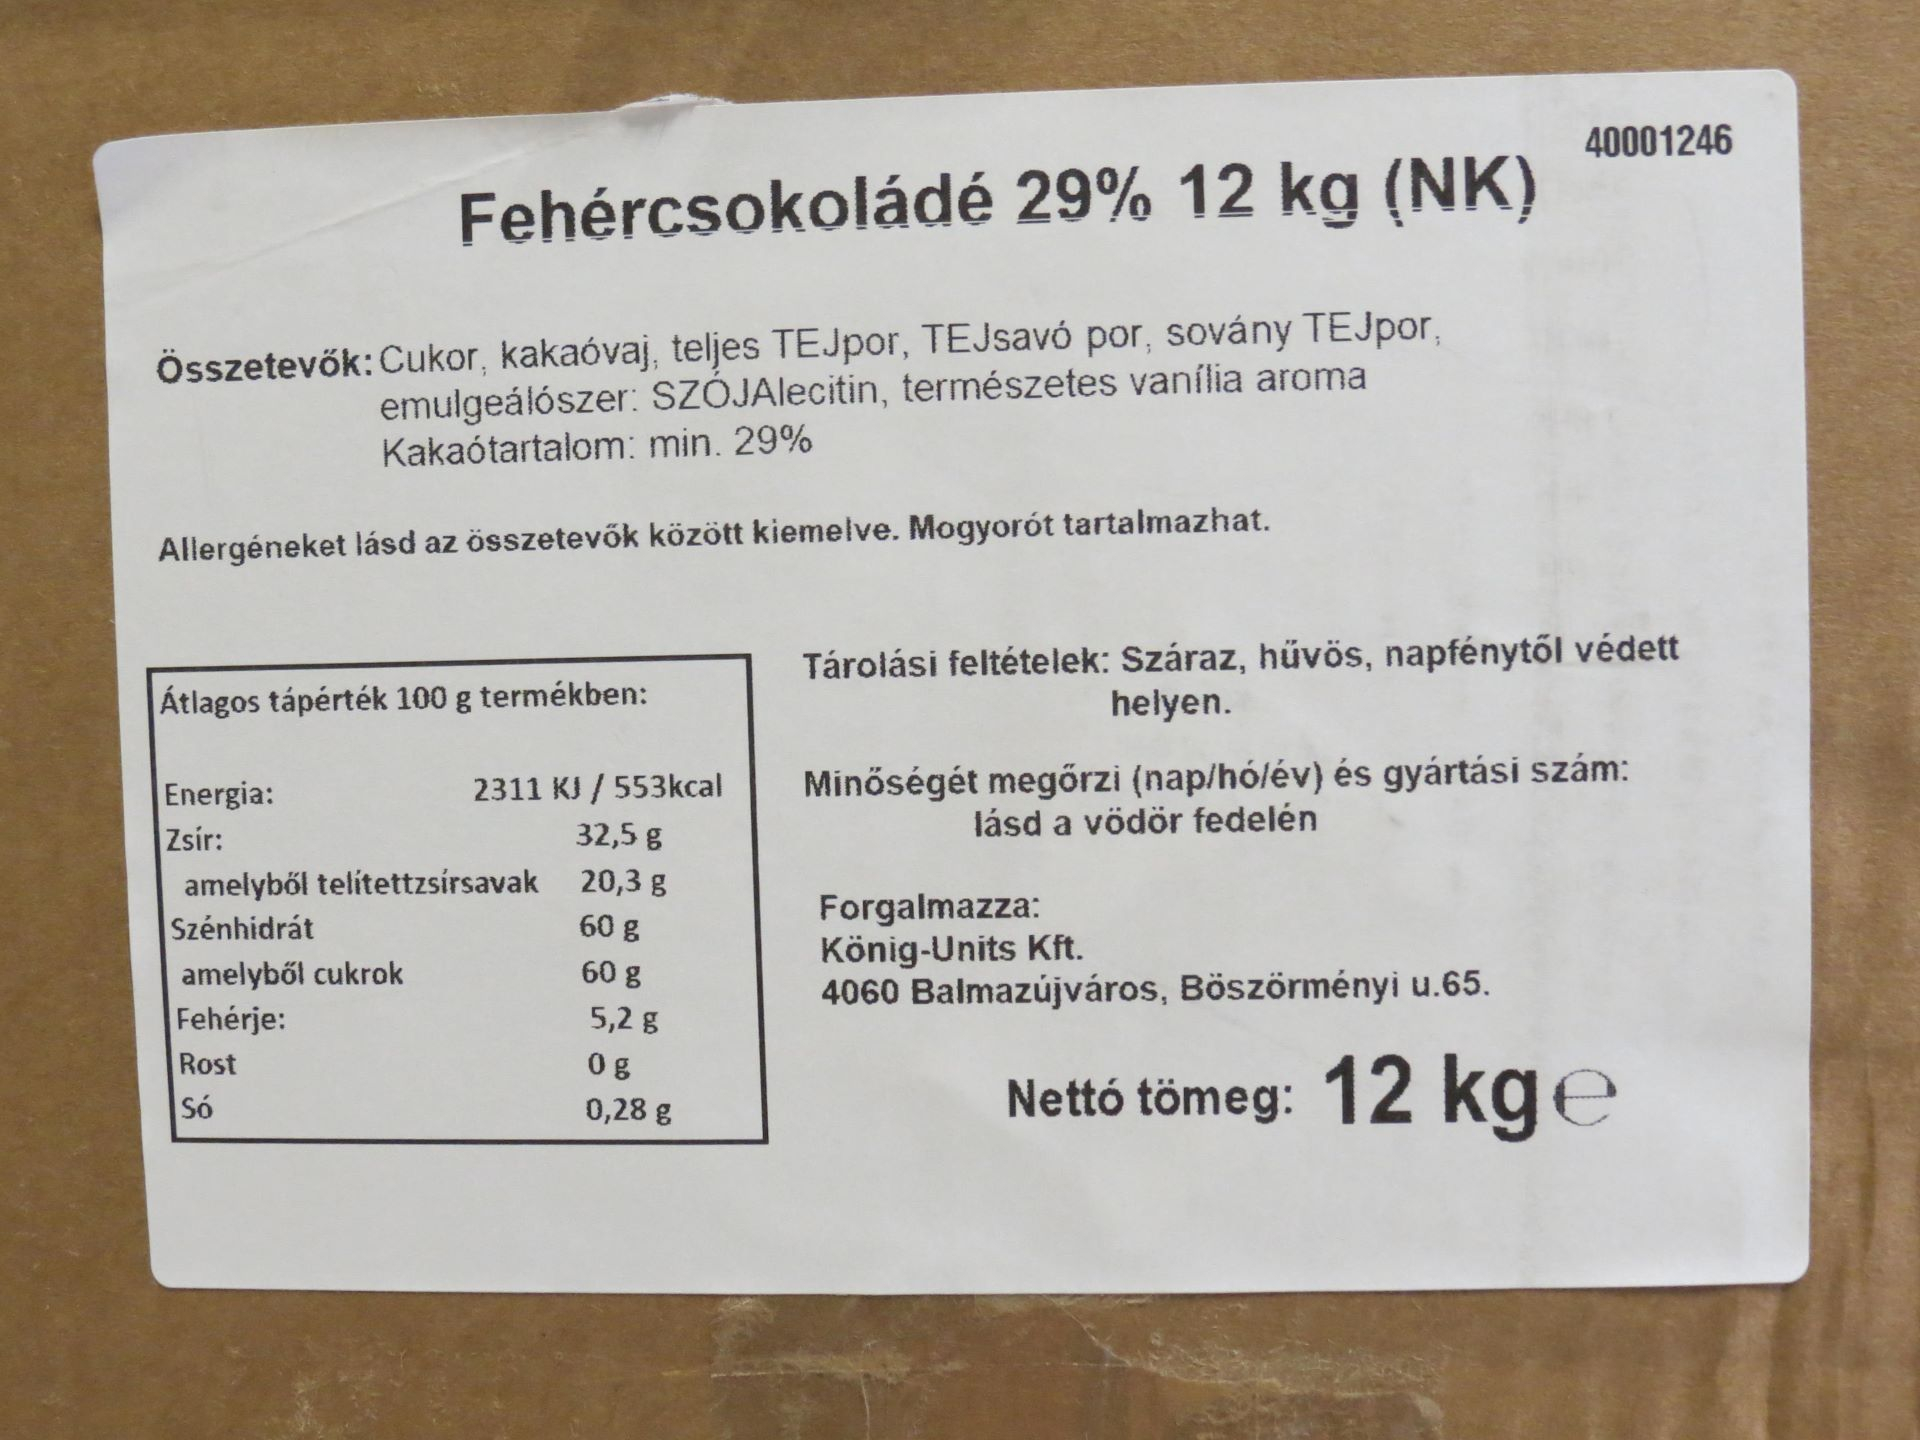 40001246
Fehércsokoládé 29% 12 kg (NK)
Összetevők: Cukor, kakaóvaj, teljes TEJpor, TEJsavó por, sovány TEJpor,
emulgeálószer: SZÓJAlecitin, természetes vanília aroma
Kakaótartalom: min. 29%
Allergéneket lásd az összetevők között kiemelve. Mogyorót tartalmazhat.
Átlagos tápérték 100 g termékben:
Energia: 2311 KJ / 553kcal
Zsír: 32,5 g
amelyből telítettzsírsavak 20,3 g
Szénhidrát 60 g
amelyből cukrok 60 g
Fehérje: 5,2 g
Rost 0 g
Só 0,28 g
Tárolási feltételek: Száraz, hűvös, napfénytől védett
helyen.
Minőségét megőrzi (nap/hó/év) és gyártási szám:
lásd a vödör fedelén
Forgalmazza:
König-Units Kft.
4060 Balmazújváros, Böszörményi u.65.
Nettó tömeg: 12 kg ℮